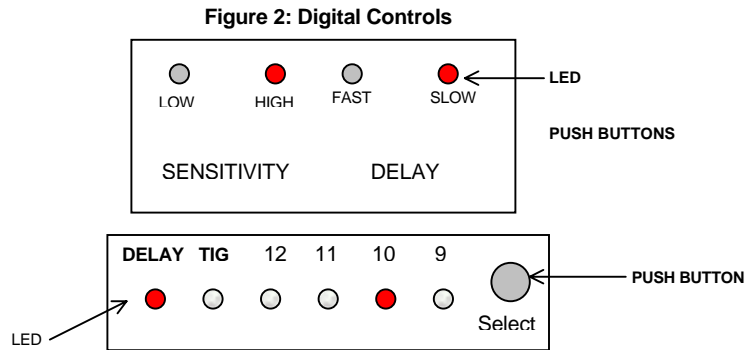 Figure 2: Digital Controls
LOW HIGH FAST SLOW
LED
PUSH BUTTONS
SENSITIVITY DELAY
DELAY TIG 12 11 10 9
PUSH BUTTON
Select
LED